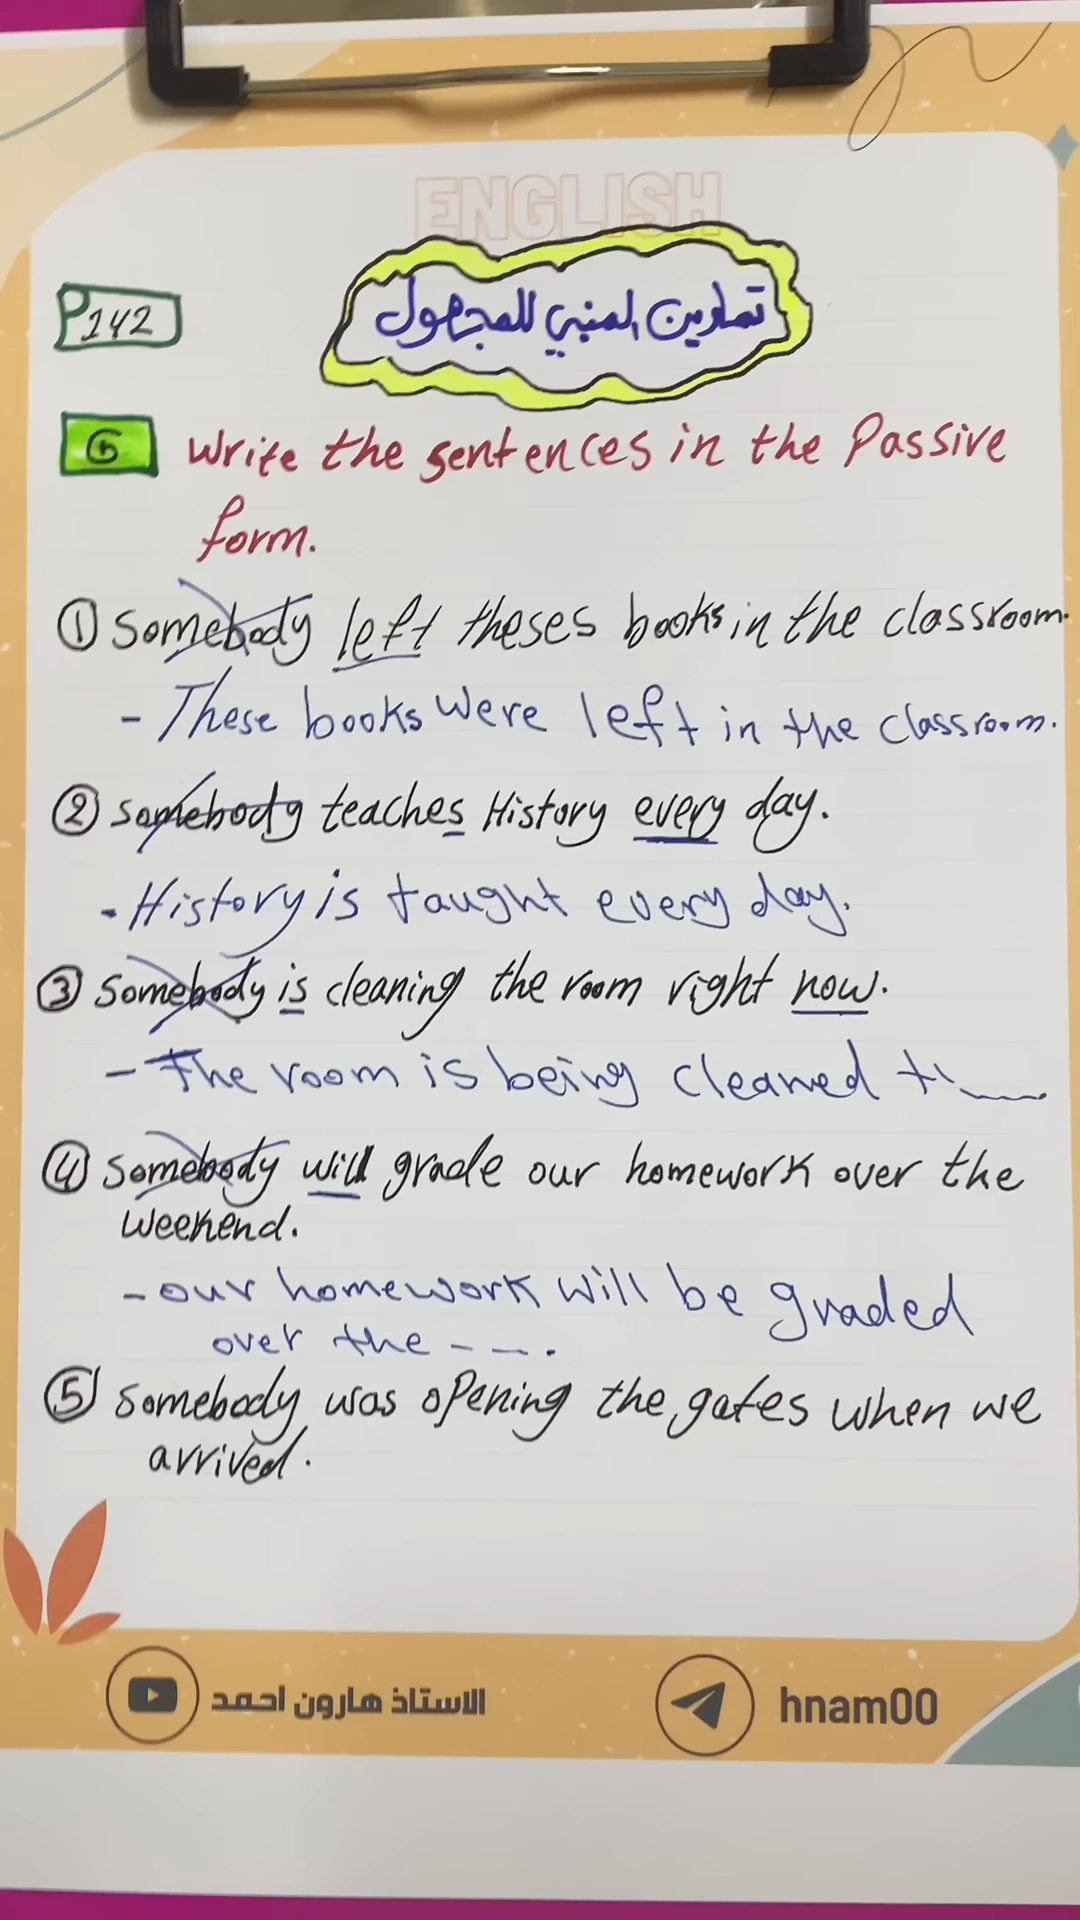 ENGLISH
P142
تمارين المبني للمجهول
G Write the sentences in the Passive
form.
① Somebody left theses books in the classroom.
- These books were left in the classroom.
② Somebody teaches History every day.
- History is taught every day.
③ Somebody is cleaning the room right now.
- The room is being cleaned
④ Somebody will grade our homework over the
weekend.
- our homework will be graded
over the ---.
⑤ Somebody was opening the gates when we
arrived.
الاستاذ هارون احمد
hnam00